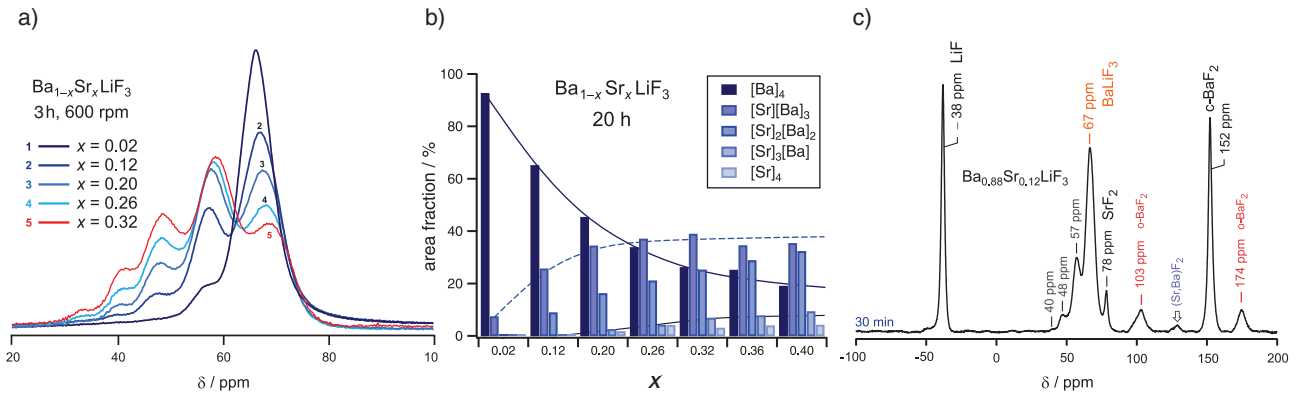 a)
Ba₁₋ₓSrₓLiF₃
3h, 600 rpm
1 x = 0.02
2 x = 0.12
3 x = 0.20
4 x = 0.26
5 x = 0.32
2
3
4
5
20 40 60 80 10
δ / ppm
b)
100
80
60
40
20
0
area fraction / %
Ba₁₋ₓSrₓLiF₃
20 h
[Ba]₄
[Sr][Ba]₃
[Sr]₂[Ba]₂
[Sr]₃[Ba]
[Sr]₄
0.02 0.12 0.20 0.26 0.32 0.36 0.40
x
c)
− 38 ppm LiF
Ba₀.₈₈Sr₀.₁₂LiF₃
40 ppm
48 ppm
57 ppm
67 ppm
BaLiF₃
78 ppm SrF₂
103 ppm o-BaF₂
(Sr,Ba)F₂
c-BaF₂
152 ppm
174 ppm o-BaF₂
30 min
-100 -50 0 50 100 150 200
δ / ppm